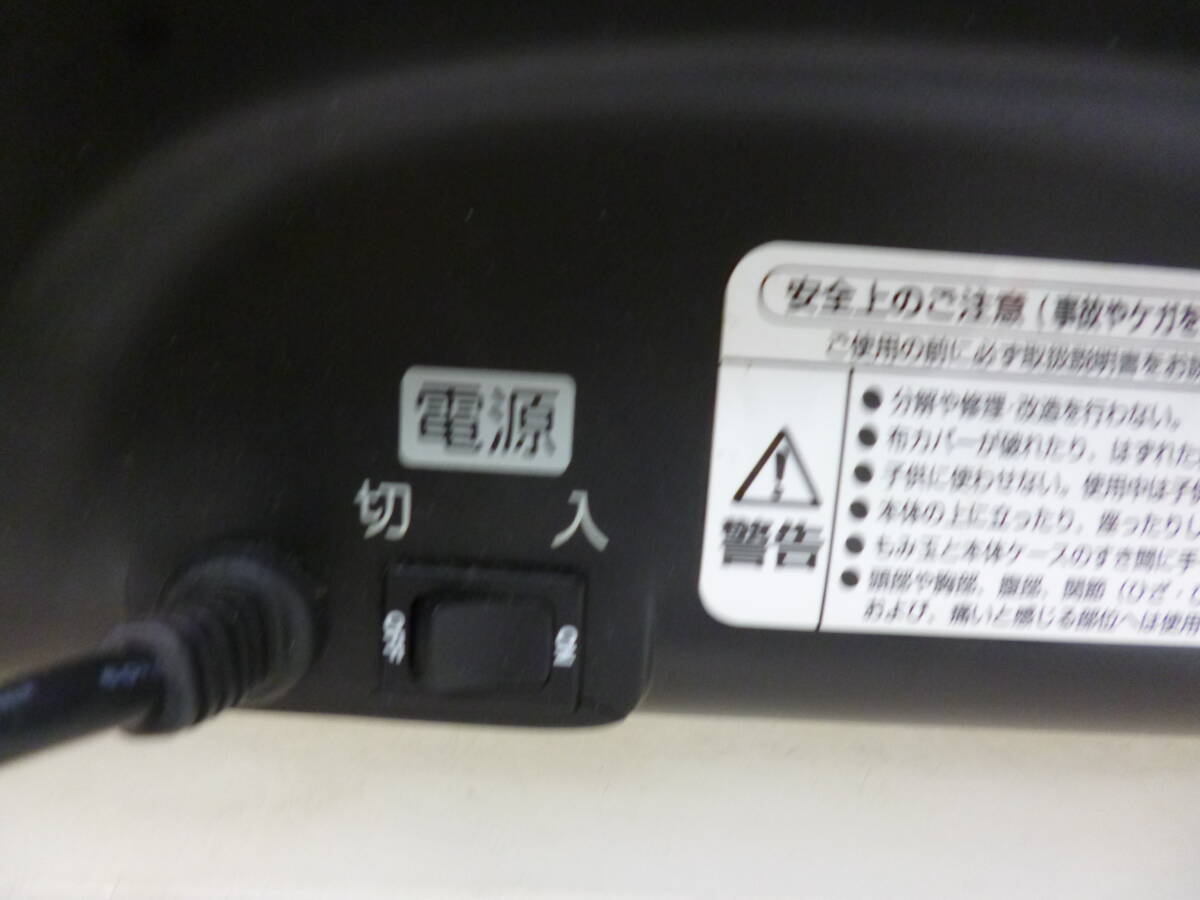 電源
切 入
OFF ON
安全上のご注意(事故やケガを
ご使用の前に必ず取扱説明書をお読
警告
●分解や修理・改造を行わない。
●布カバーが破れたり、はずれた
●子供に使わせない。使用中は子供
●本体の上に立ったり、座ったりし
●もみ玉と本体ケースのすき間に手
●頭部や胸部、腹部、関節(ひざ・
および、痛いと感じる部位へは使用